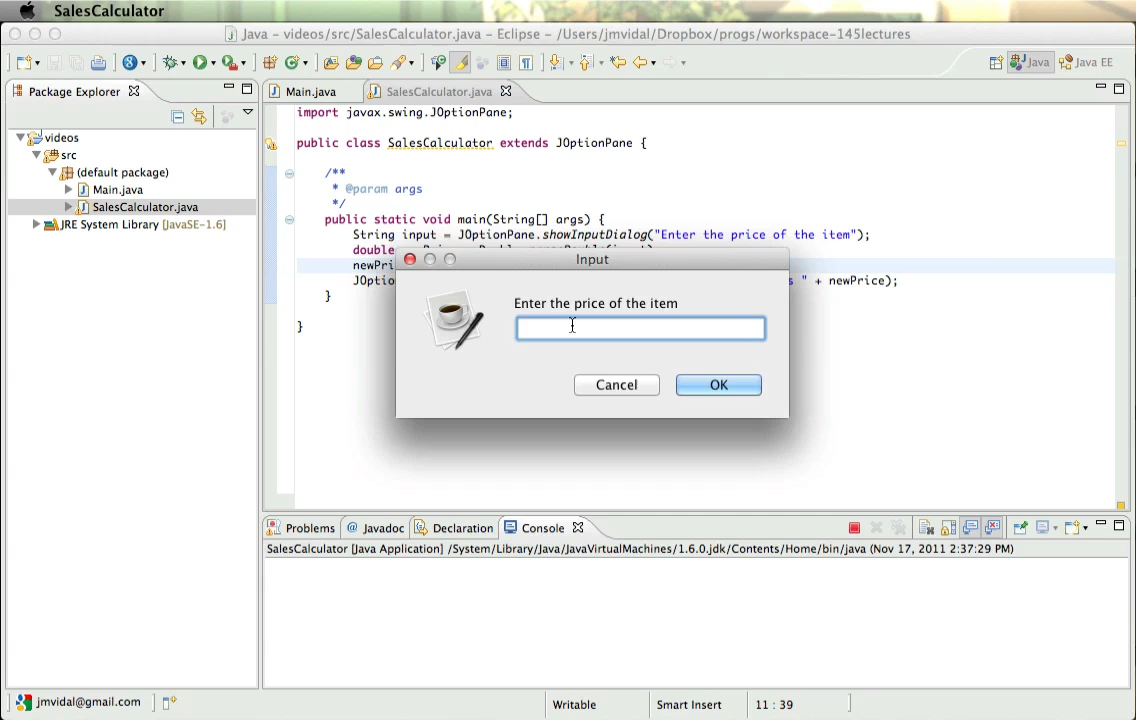 SalesCalculator
Java – videos/src/SalesCalculator.java – Eclipse – /Users/jmvidal/Dropbox/progs/workspace-145lectures
Java
Java EE
Package Explorer
Main.java
SalesCalculator.java
videos
src
(default package)
Main.java
SalesCalculator.java
JRE System Library [JavaSE-1.6]
import javax.swing.JOptionPane;
public class SalesCalculator extends JOptionPane {
/**
* @param args
*/
public static void main(String[] args) {
String input = JOptionPane.showInputDialog("Enter the price of the item");
double
newPri
JOptio
s " + newPrice);
}
}
Input
Enter the price of the item
Cancel
OK
Problems
@ Javadoc
Declaration
Console
SalesCalculator [Java Application] /System/Library/Java/JavaVirtualMachines/1.6.0.jdk/Contents/Home/bin/java (Nov 17, 2011 2:37:29 PM)
jmvidal@gmail.com
Writable
Smart Insert
11 : 39